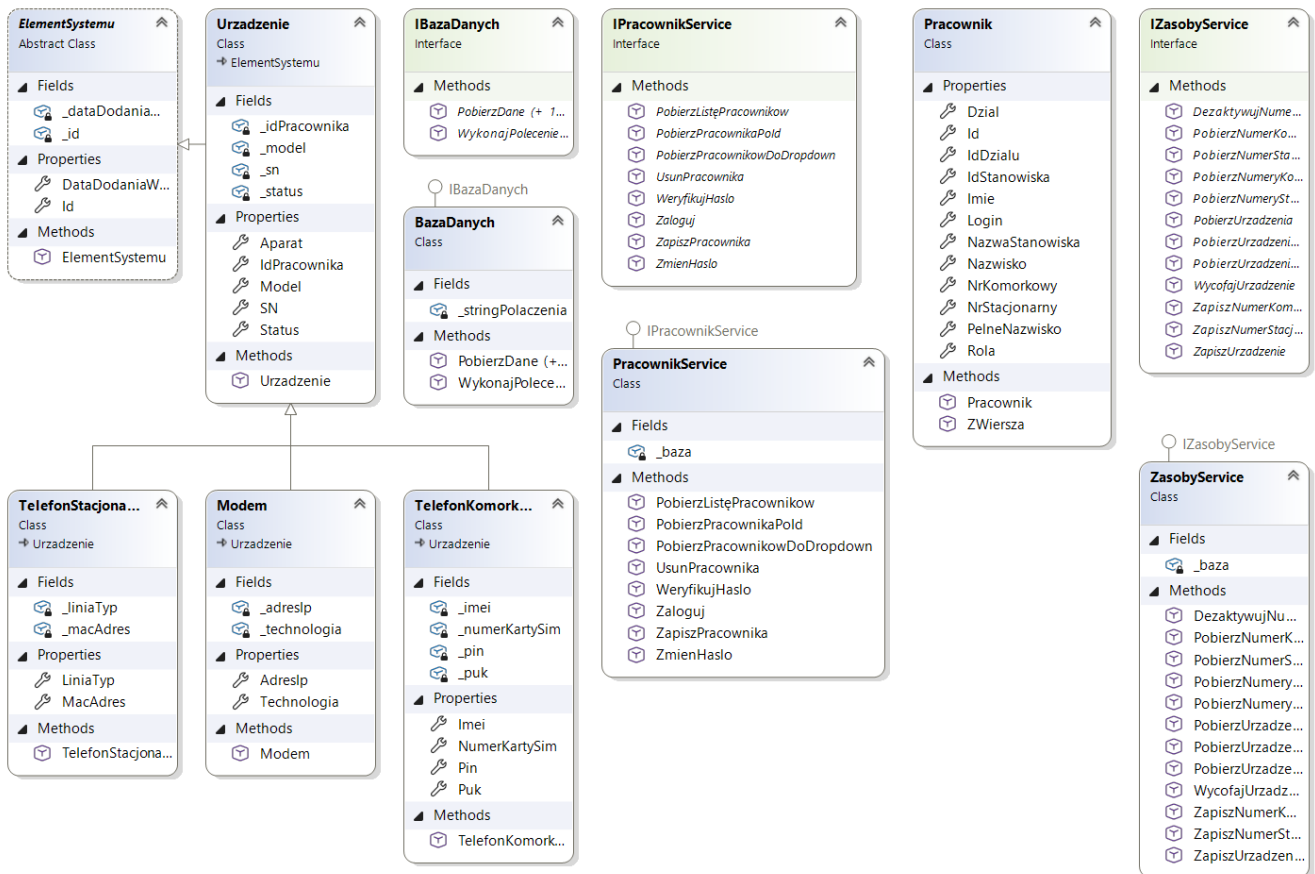 ElementSystemu
Abstract Class
Fields
_dataDodania...
_id
Properties
DataDodaniaW...
Id
Methods
ElementSystemu
Urzadzenie
Class
ElementSystemu
Fields
_idPracownika
_model
_sn
_status
Properties
Aparat
IdPracownika
Model
SN
Status
Methods
Urzadzenie
IBazaDanych
Interface
Methods
PobierzDane (+ 1...
WykonajPolecenie...
IBazaDanych
BazaDanych
Class
Fields
_stringPolaczenia
Methods
PobierzDane (+...
WykonajPolece...
IPracownikService
Interface
Methods
PobierzListęPracownikow
PobierzPracownikaPoId
PobierzPracownikowDoDropdown
UsunPracownika
WeryfikujHaslo
Zaloguj
ZapiszPracownika
ZmienHaslo
IPracownikService
PracownikService
Class
Fields
_baza
Methods
PobierzListęPracownikow
PobierzPracownikaPoId
PobierzPracownikowDoDropdown
UsunPracownika
WeryfikujHaslo
Zaloguj
ZapiszPracownika
ZmienHaslo
Pracownik
Class
Properties
Dzial
Id
IdDzialu
IdStanowiska
Imie
Login
NazwaStanowiska
Nazwisko
NrKomorkowy
NrStacjonarny
PelneNazwisko
Rola
Methods
Pracownik
ZWiersza
IZasobyService
Interface
Methods
DezaktywujNume...
PobierzNumerKo...
PobierzNumerSta...
PobierzNumeryKo...
PobierzNumerySt...
PobierzUrzadzenia
PobierzUrzadzeni...
PobierzUrzadzeni...
WycofajUrzadzenie
ZapiszNumerKom...
ZapiszNumerStacj...
ZapiszUrzadzenie
IZasobyService
ZasobyService
Class
Fields
_baza
Methods
DezaktywujNu...
PobierzNumerK...
PobierzNumerS...
PobierzNumery...
PobierzNumery...
PobierzUrzadze...
PobierzUrzadze...
PobierzUrzadze...
WycofajUrzadz...
ZapiszNumerK...
ZapiszNumerSt...
ZapiszUrzadzen...
TelefonStacjona...
Class
Urzadzenie
Fields
_liniaTyp
_macAdres
Properties
LiniaTyp
MacAdres
Methods
TelefonStacjona...
Modem
Class
Urzadzenie
Fields
_adresIp
_technologia
Properties
AdresIp
Technologia
Methods
Modem
TelefonKomork...
Class
Urzadzenie
Fields
_imei
_numerKartySim
_pin
_puk
Properties
Imei
NumerKartySim
Pin
Puk
Methods
TelefonKomork...